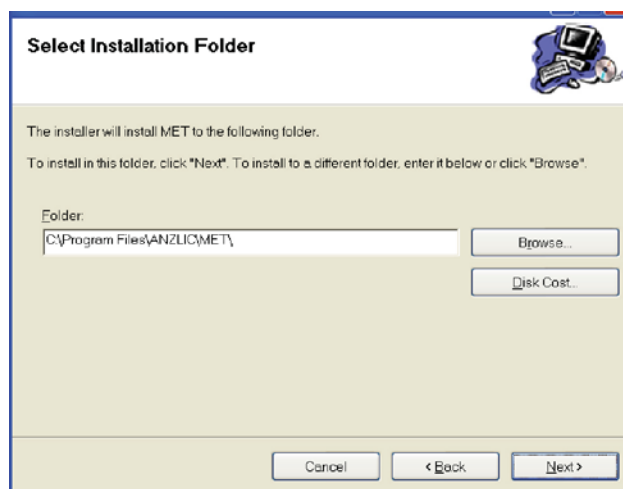 Select Installation Folder
The installer will install MET to the following folder.
To install in this folder, click "Next". To install to a different folder, enter it below or click "Browse".
Folder:
C:\Program Files\ANZLIC\MET\
Browse...
Disk Cost...
Cancel
< Back
Next >